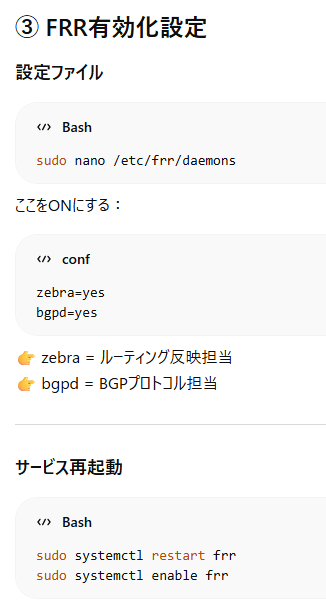 ③ FRR有効化設定
設定ファイル
Bash
sudo nano /etc/frr/daemons
ここをONにする：
conf
zebra=yes
bgpd=yes
👉 zebra = ルーティング反映担当
👉 bgpd = BGPプロトコル担当
サービス再起動
Bash
sudo systemctl restart frr
sudo systemctl enable frr